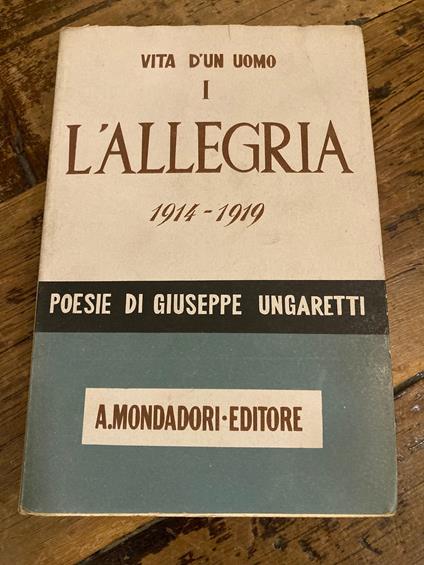 VITA D'UN UOMO
I
L'ALLEGRIA
1914-1919
POESIE DI GIUSEPPE UNGARETTI
A.MONDADORI·EDITORE